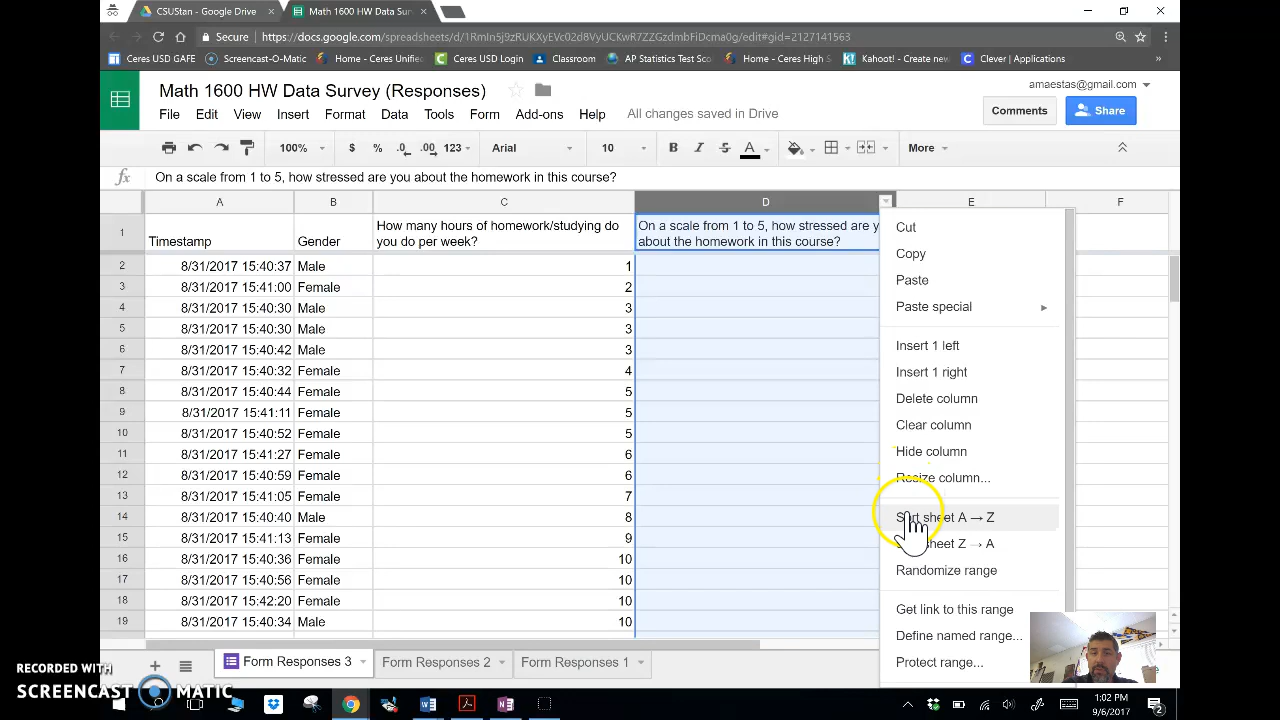 CSUStan - Google Drive
Math 1600 HW Data Sur
Secure
https://docs.google.com/spreadsheets/d/1RmIn5j9zRUKXyEVc02d8VyUCKwR7ZZGzdmbFiDcma0g/edit#gid=2127141563
Ceres USD GAFE
Screencast-O-Matic
Home - Ceres Unifie
Ceres USD Login
Classroom
AP Statistics Test Sco
Home - Ceres High S
Kahoot! - Create new
Clever | Applications
»
Math 1600 HW Data Survey (Responses)
amaestas@gmail.com
File Edit View Insert Format Data Tools Form Add-ons Help
All changes saved in Drive
Comments
Share
100% $ % .0 .00 123 Arial 10 B I S A More
fx On a scale from 1 to 5, how stressed are you about the homework in this course?
A B C D E F
1 Timestamp Gender
How many hours of homework/studying do
you do per week?
On a scale from 1 to 5, how stressed are y
about the homework in this course?
2 8/31/2017 15:40:37 Male 1
3 8/31/2017 15:41:00 Female 2
4 8/31/2017 15:40:30 Male 3
5 8/31/2017 15:40:30 Male 3
6 8/31/2017 15:40:42 Male 3
7 8/31/2017 15:40:32 Female 4
8 8/31/2017 15:40:44 Female 5
9 8/31/2017 15:41:11 Female 5
10 8/31/2017 15:40:52 Female 5
11 8/31/2017 15:41:27 Female 6
12 8/31/2017 15:40:59 Female 6
13 8/31/2017 15:41:05 Female 7
14 8/31/2017 15:40:40 Male 8
15 8/31/2017 15:41:13 Female 9
16 8/31/2017 15:40:36 Female 10
17 8/31/2017 15:40:56 Female 10
18 8/31/2017 15:42:20 Female 10
19 8/31/2017 15:40:34 Male 10
Cut
Copy
Paste
Paste special
Insert 1 left
Insert 1 right
Delete column
Clear column
Hide column
Resize column...
Sort sheet A → Z
sheet Z → A
Randomize range
Get link to this range
Define named range...
Protect range...
Form Responses 3
Form Responses 2
Form Responses 1
RECORDED WITH
SCREENCAST MATIC
1:02 PM
9/6/2017
2